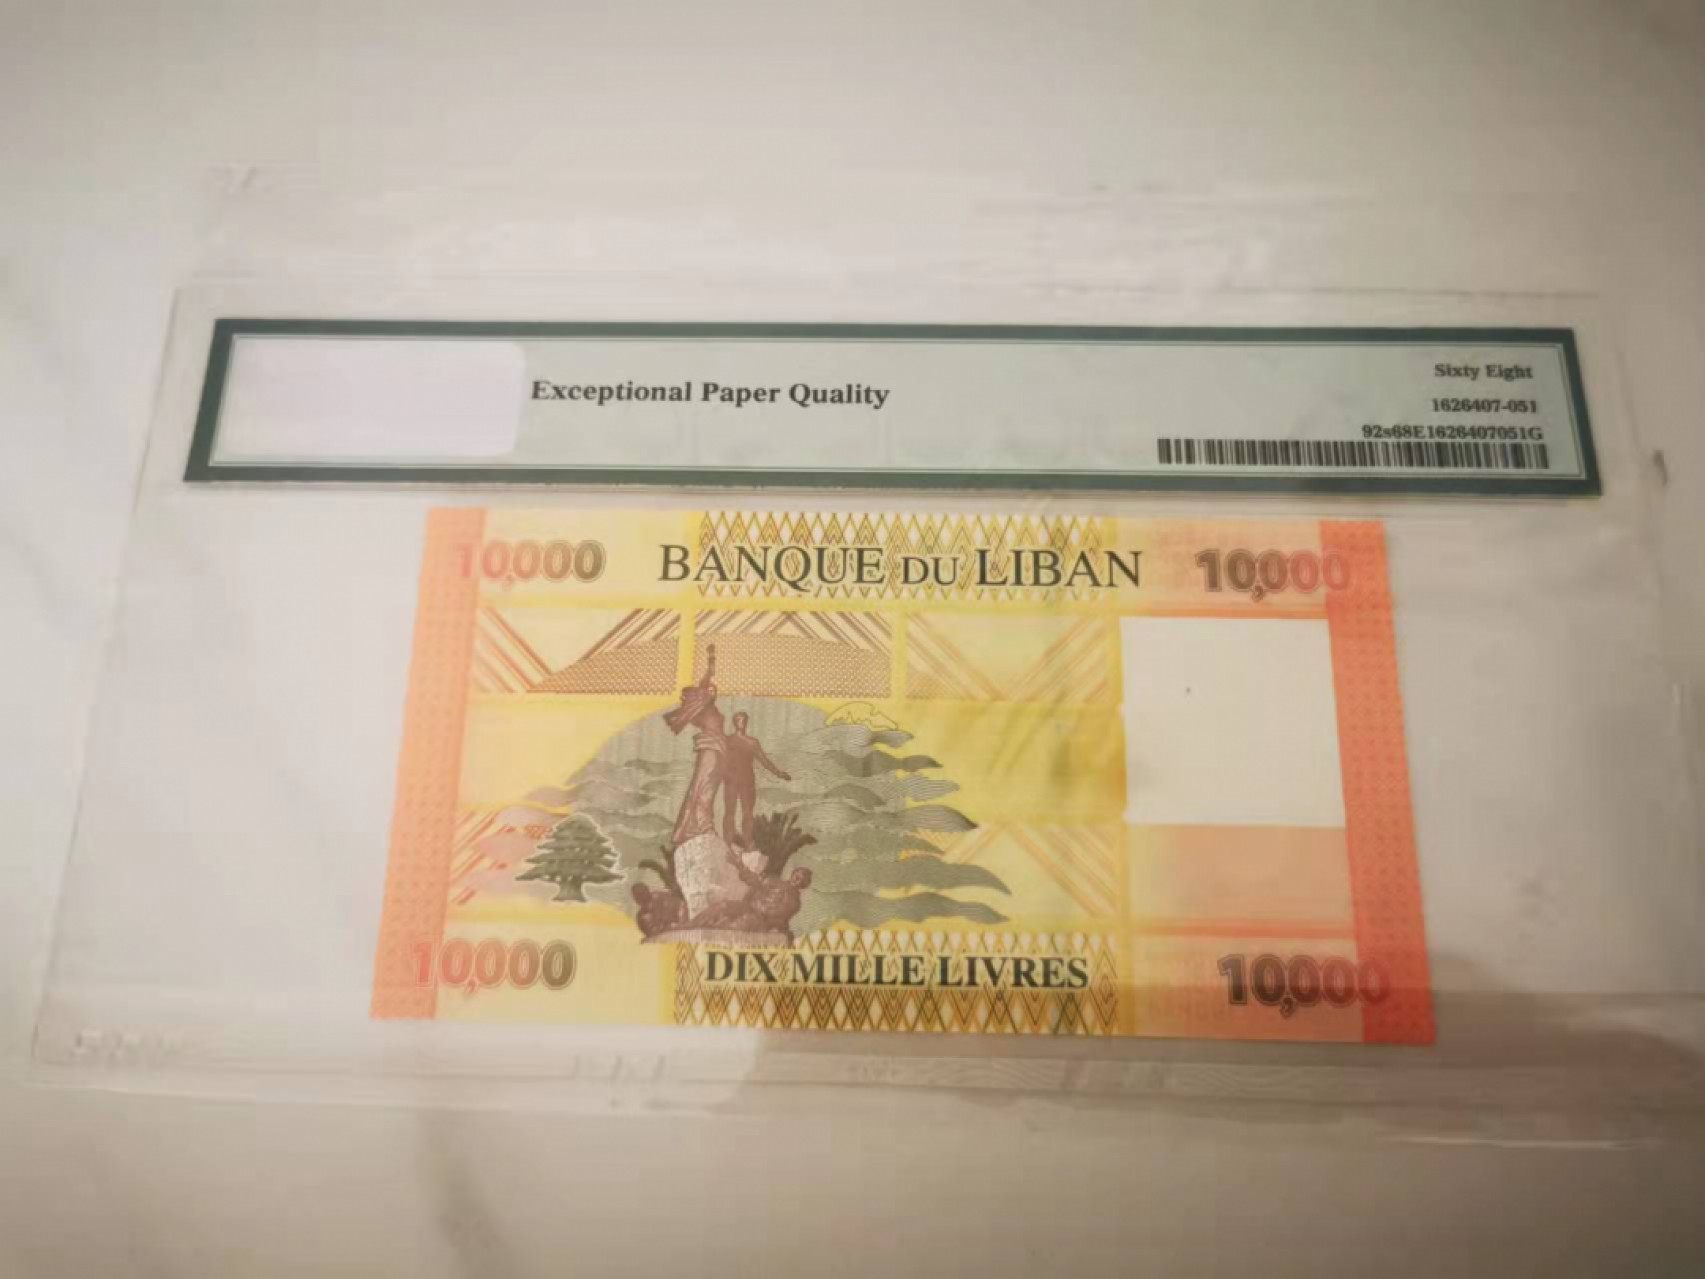 Exceptional Paper Quality
Sixty Eight
1626407-051
92s68E1626407051G
10,000 BANQUE DU LIBAN 10,000
10,000 DIX MILLE LIVRES 10,000